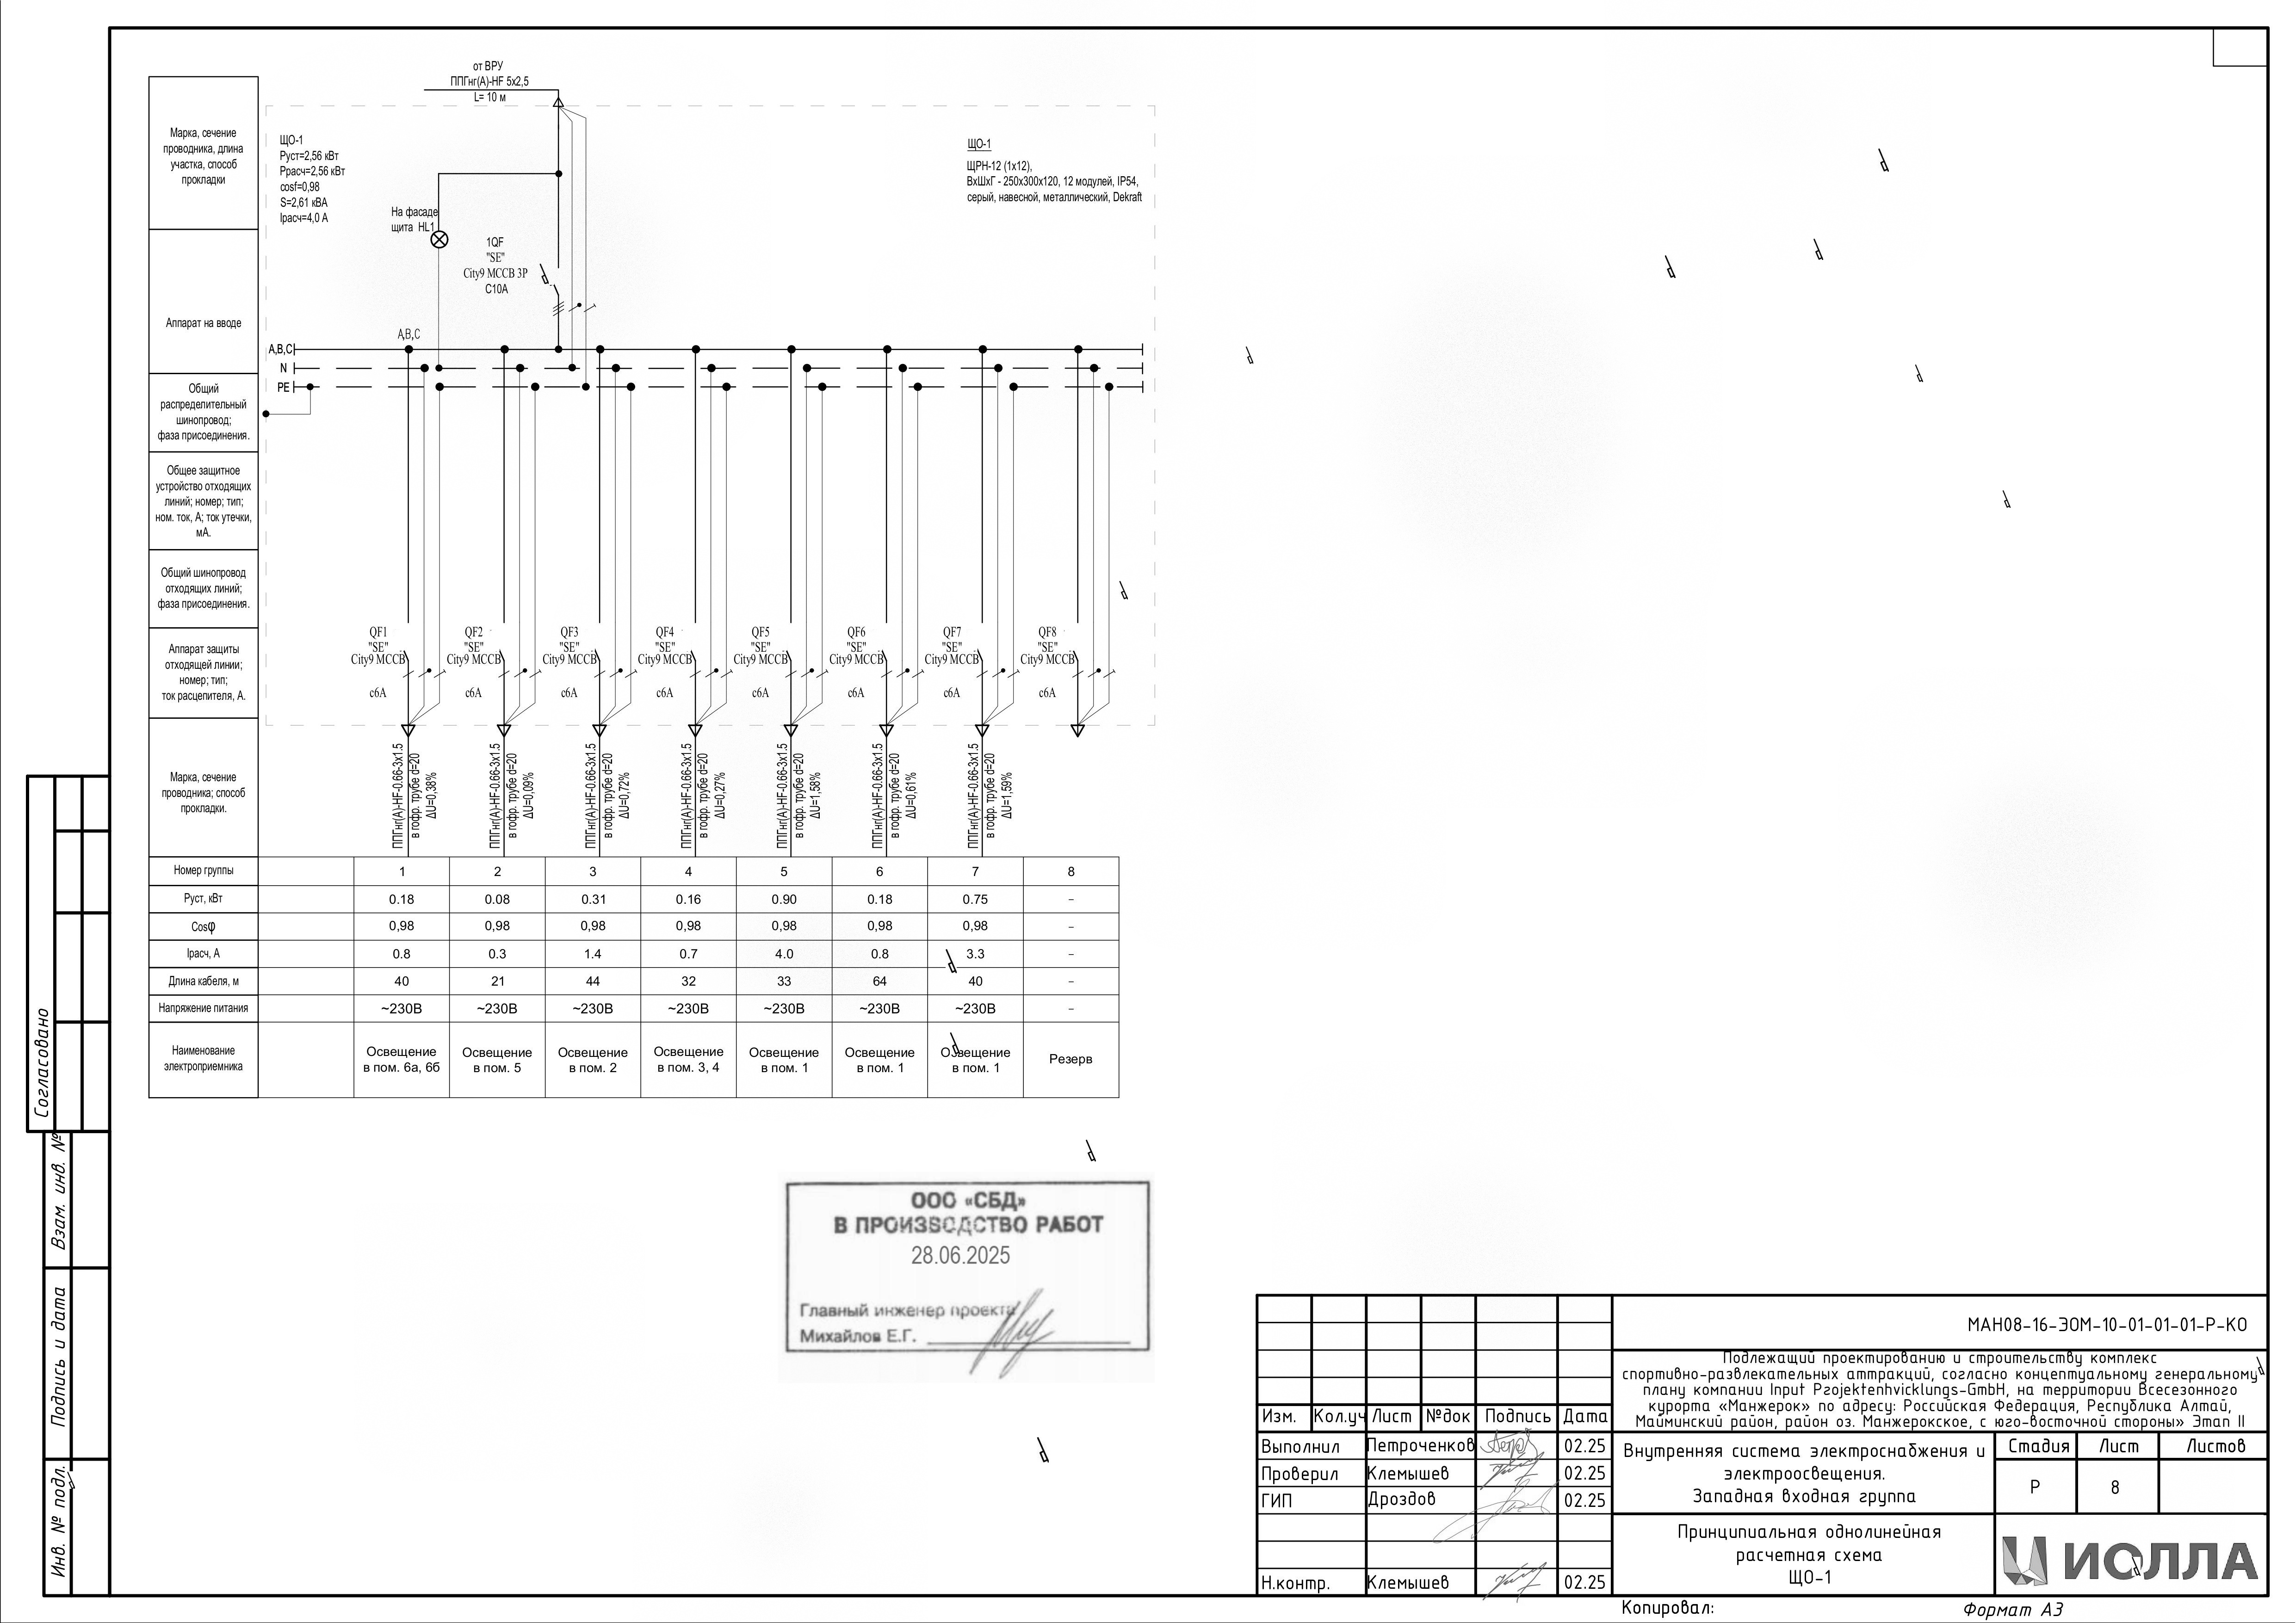 от ВРУ
ППГнг(А)-HF 5х2,5
L= 10 м
ЩО-1
Руст=2,56 кВт
Ррасч=2,56 кВт
cosf=0,98
S=2,61 кВА
Iрасч=4,0 А
ЩО-1
ЩРН-12 (1х12),
ВхШхГ - 250х300х120, 12 модулей, IP54,
серый, навесной, металлический, Dekraft
На фасаде
щита HL1
1QF
"SE"
City9 MCCB 3P
C10A
A,B,C
A,B,C
N
PE
Марка, сечение
проводника, длина
участка, способ
прокладки
Аппарат на вводе
Общий
распределительный
шинопровод;
фаза присоединения.
Общее защитное
устройство отходящих
линий; номер; тип;
ном. ток, А; ток утечки,
мА.
Общий шинопровод
отходящих линий;
фаза присоединения.
Аппарат защиты
отходящей линии;
номер; тип;
ток расцепителя, А.
QF1 QF2 QF3 QF4 QF5 QF6 QF7 QF8
"SE" "SE" "SE" "SE" "SE" "SE" "SE" "SE"
City9 MCCB City9 MCCB City9 MCCB City9 MCCB City9 MCCB City9 MCCB City9 MCCB City9 MCCB
c6A c6A c6A c6A c6A c6A c6A c6A
Марка, сечение
проводника; способ
прокладки.
ППГнг(А)-HF-0.66-3х1.5
в гофр. трубе d=20
ΔU=0,38%
ППГнг(А)-HF-0.66-3х1.5
в гофр. трубе d=20
ΔU=0,09%
ППГнг(А)-HF-0.66-3х1.5
в гофр. трубе d=20
ΔU=0,72%
ППГнг(А)-HF-0.66-3х1.5
в гофр. трубе d=20
ΔU=0,27%
ППГнг(А)-HF-0.66-3х1.5
в гофр. трубе d=20
ΔU=1,58%
ППГнг(А)-HF-0.66-3х1.5
в гофр. трубе d=20
ΔU=0,61%
ППГнг(А)-HF-0.66-3х1.5
в гофр. трубе d=20
ΔU=1,59%
Номер группы 1 2 3 4 5 6 7 8
Руст, кВт 0.18 0.08 0.31 0.16 0.90 0.18 0.75 –
Cosφ 0,98 0,98 0,98 0,98 0,98 0,98 0,98 –
Iрасч, А 0.8 0.3 1.4 0.7 4.0 0.8 3.3 –
Длина кабеля, м 40 21 44 32 33 64 40 –
Напряжение питания ~230В ~230В ~230В ~230В ~230В ~230В ~230В –
Наименование
электроприемника
Освещение
в пом. 6а, 6б
Освещение
в пом. 5
Освещение
в пом. 2
Освещение
в пом. 3, 4
Освещение
в пом. 1
Освещение
в пом. 1
Освещение
в пом. 1
Резерв
ООО «СБД»
В ПРОИЗВОДСТВО РАБОТ
28.06.2025
Главный инженер проекта
Михайлов Е.Г.
Согласовано
Взам. инв. №
Подпись и дата
Инв. № подл.
МАН08-16-ЭОМ-10-01-01-01-Р-КО
Подлежащий проектированию и строительству комплекс
спортивно-развлекательных аттракций, согласно концептуальному генеральному
плану компании Input Projektenhvicklungs-GmbH, на территории Всесезонного
курорта «Манжерок» по адресу: Российская Федерация, Республика Алтай,
Майминский район, район оз. Манжерокское, с юго-восточной стороны» Этап II
Изм. Кол.уч Лист №док Подпись Дата
Выполнил Петроченков 02.25
Проверил Клемышев 02.25
ГИП Дроздов 02.25
Н.контр. Клемышев 02.25
Внутренняя система электроснабжения и
электроосвещения.
Западная входная группа
Стадия Лист Листов
Р 8
Принципиальная однолинейная
расчетная схема
ЩО-1
ИОЛЛА
Копировал:
Формат А3